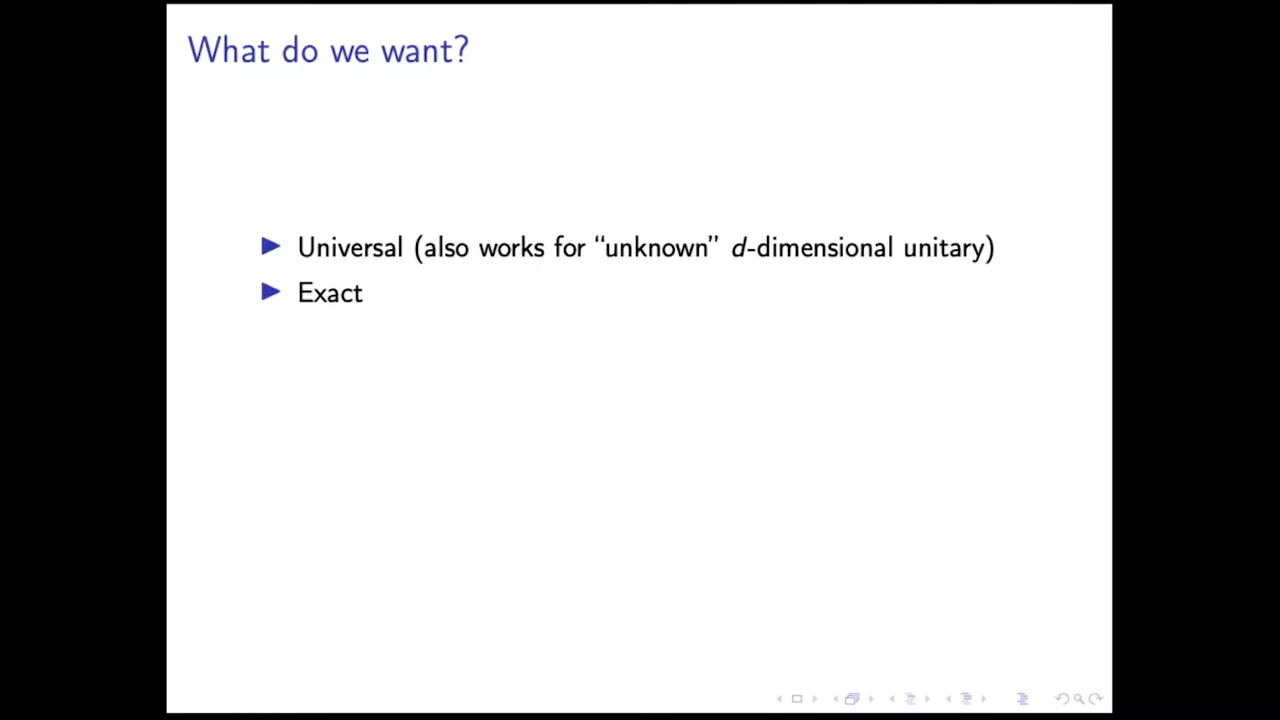 What do we want?
Universal (also works for “unknown” d-dimensional unitary)
Exact